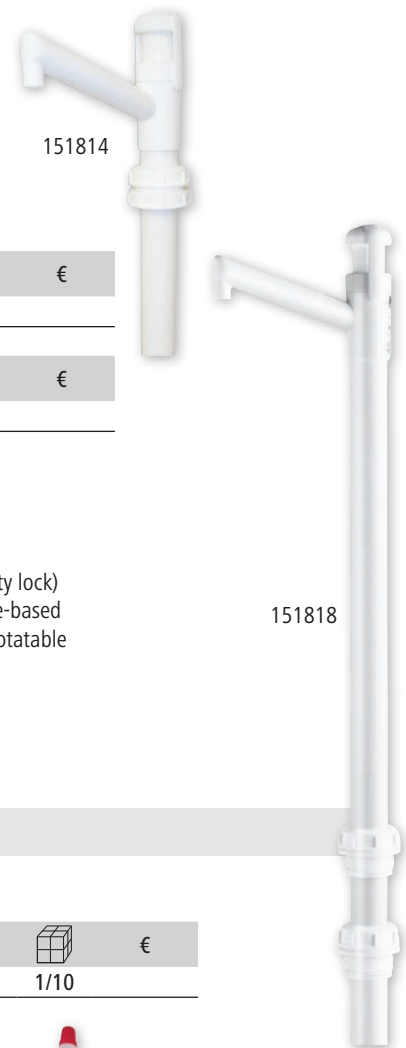 151814
€
€
ty lock)
e-based
otatable
151818
€
1/10